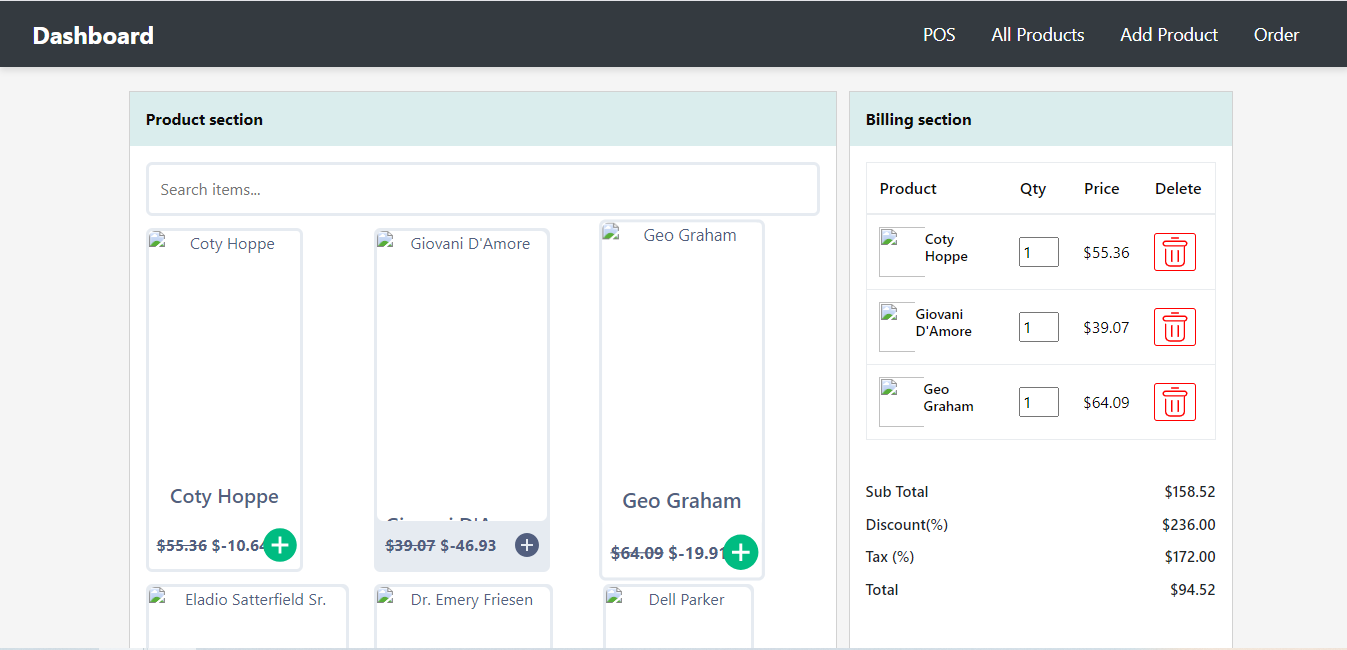 Dashboard
POS All Products Add Product Order
Product section
Search items...
Coty Hoppe
Giovani D'Amore
Geo Graham
Coty Hoppe
$55.36 $-10.64
$39.07 $-46.93
Geo Graham
$64.09 $-19.91
Eladio Satterfield Sr.
Dr. Emery Friesen
Dell Parker
Billing section
Product Qty Price Delete
Coty
Hoppe
1 $55.36
Giovani
D'Amore
1 $39.07
Geo
Graham
1 $64.09
Sub Total $158.52
Discount(%) $236.00
Tax (%) $172.00
Total $94.52